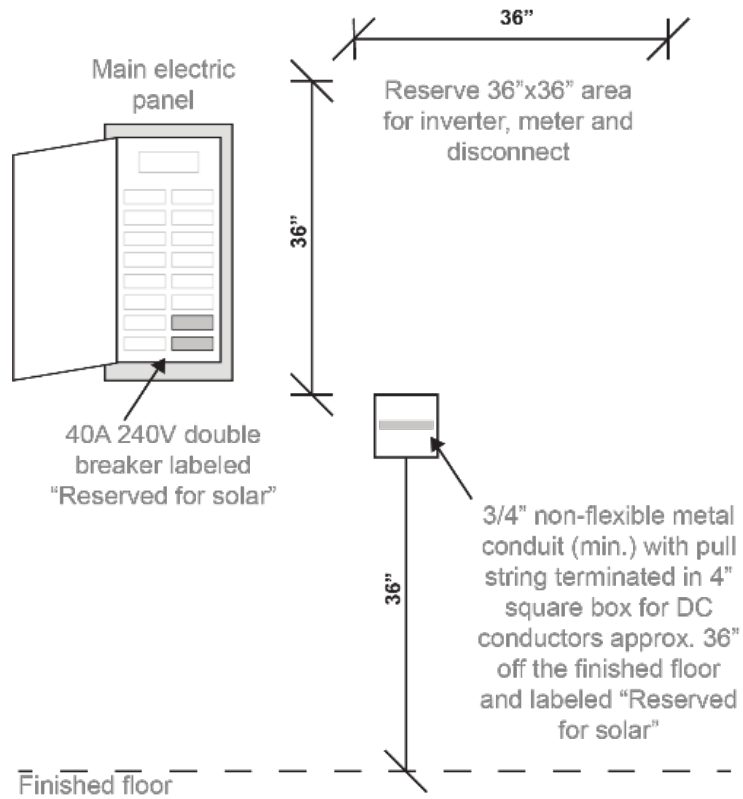 36”
Main electric
panel
Reserve 36”x36” area
for inverter, meter and
disconnect
36”
40A 240V double
breaker labeled
“Reserved for solar”
3/4” non-flexible metal
conduit (min.) with pull
string terminated in 4”
square box for DC
conductors approx. 36”
off the finished floor
and labeled “Reserved
for solar”
36”
Finished floor